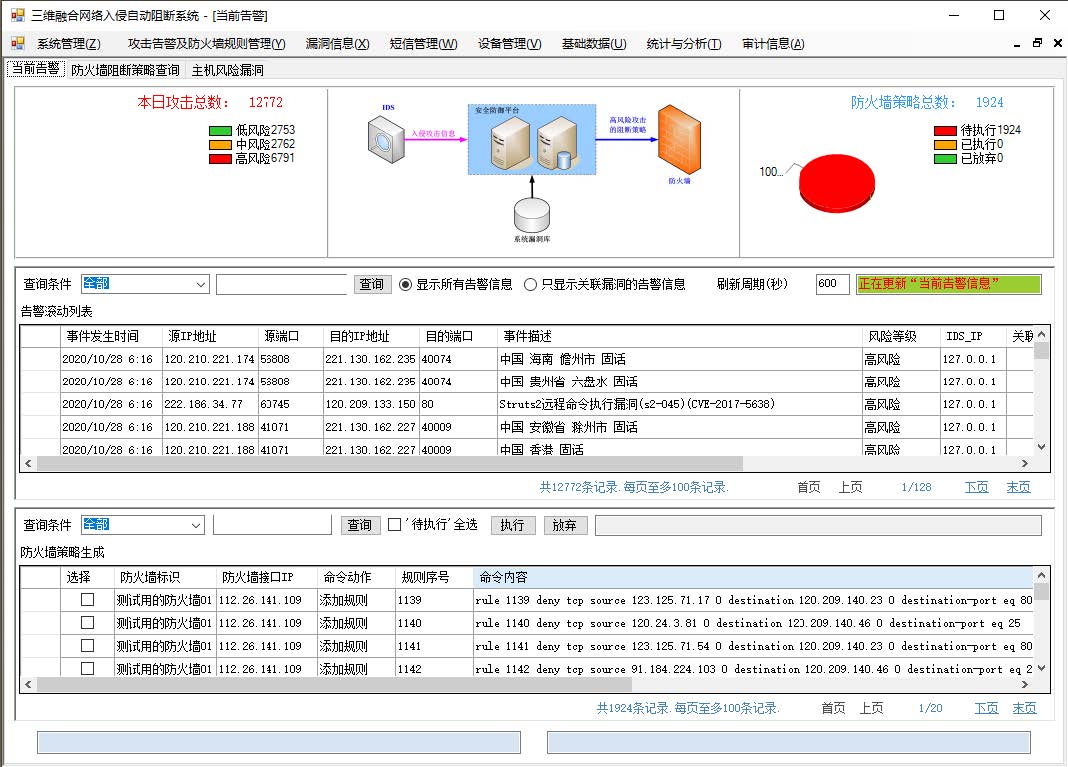 三维融合网络入侵自动阻断系统 - [当前告警]
系统管理(Z) 攻击告警及防火墙规则管理(Y) 漏洞信息(X) 短信管理(W) 设备管理(V) 基础数据(U) 统计与分析(T) 审计信息(A)
当前告警 防火墙阻断策略查询 主机风险漏洞
本日攻击总数： 12772
低风险2753
中风险2762
高风险6791
IDS
入侵攻击信息
安全防御平台
高风险攻击
的阻断策略
防火墙
系统漏洞库
防火墙策略总数： 1924
待执行1924
已执行0
已放弃0
100...
查询条件 全部 查询 显示所有告警信息 只显示关联漏洞的告警信息 刷新周期(秒) 600 正在更新“当前告警信息”
告警滚动列表
事件发生时间 源IP地址 源端口 目的IP地址 目的端口 事件描述 风险等级 IDS_IP 关联
2020/10/28 6:16 120.210.221.174 56808 221.130.162.235 40074 中国 海南 儋州市 固话 高风险 127.0.0.1
2020/10/28 6:16 120.210.221.174 56808 221.130.162.235 40074 中国 贵州省 六盘水 固话 高风险 127.0.0.1
2020/10/28 6:16 222.186.34.77 60745 120.209.133.150 80 Struts2远程命令执行漏洞(s2-045)(CVE-2017-5638) 高风险 127.0.0.1
2020/10/28 6:16 120.210.221.188 41071 221.130.162.227 40009 中国 安徽省 滁州市 固话 高风险 127.0.0.1
2020/10/28 6:16 120.210.221.188 41071 221.130.162.227 40009 中国 香港 固话 高风险 127.0.0.1
共12772条记录.每页至多100条记录. 首页 上页 1/128 下页 末页
查询条件 全部 查询 '待执行'全选 执行 放弃
防火墙策略生成
选择 防火墙标识 防火墙接口IP 命令动作 规则序号 命令内容
测试用的防火墙01 112.26.141.109 添加规则 1139 rule 1139 deny tcp source 123.125.71.17 0 destination 120.209.140.23 0 destination-port eq 80
测试用的防火墙01 112.26.141.109 添加规则 1140 rule 1140 deny tcp source 120.24.3.81 0 destination 120.209.140.46 0 destination-port eq 25
测试用的防火墙01 112.26.141.109 添加规则 1141 rule 1141 deny tcp source 123.125.71.54 0 destination 120.209.140.23 0 destination-port eq 80
测试用的防火墙01 112.26.141.109 添加规则 1142 rule 1142 deny tcp source 91.184.224.103 0 destination 120.209.140.46 0 destination-port eq 2
共1924条记录.每页至多100条记录. 首页 上页 1/20 下页 末页